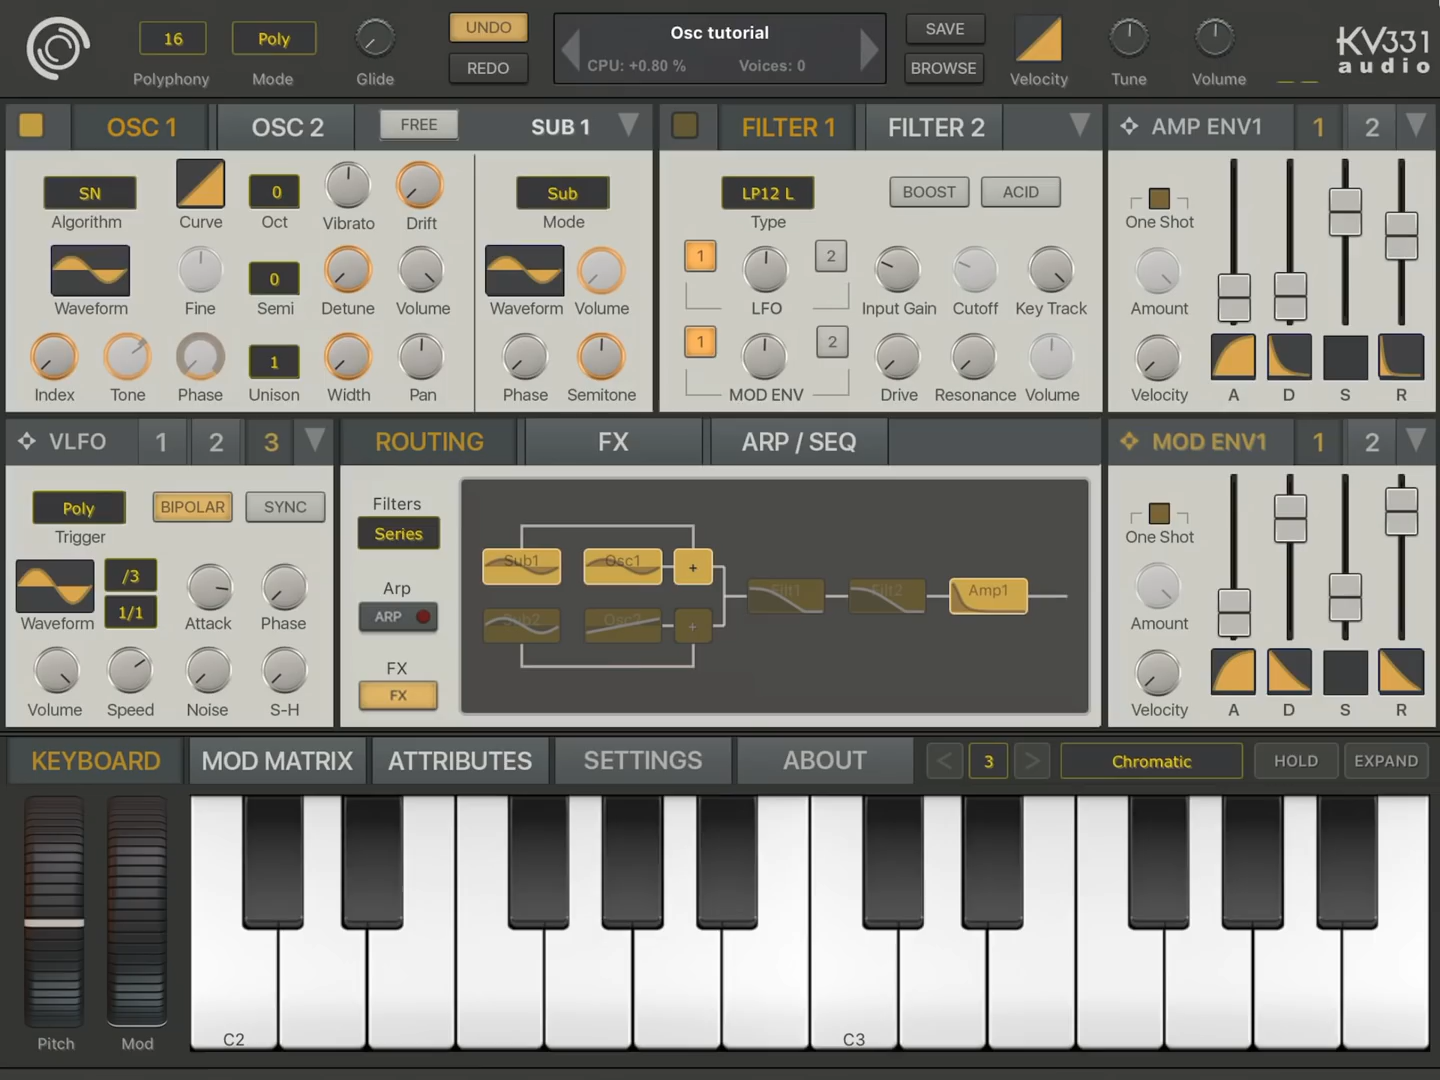 16
Polyphony
Poly
Mode
Glide
UNDO
REDO
Osc tutorial
CPU: +0.80 %
Voices: 0
SAVE
BROWSE
Velocity
Tune
Volume
KV331
audio
OSC 1
OSC 2
FREE
SUB 1
FILTER 1
FILTER 2
AMP ENV1
1
2
SN
Algorithm
Curve
0
Oct
Vibrato
Drift
Sub
Mode
Waveform
Fine
0
Semi
Detune
Volume
Waveform
Volume
Index
Tone
Phase
1
Unison
Width
Pan
Phase
Semitone
LP12 L
Type
BOOST
ACID
1
2
LFO
Input Gain
Cutoff
Key Track
1
2
MOD ENV
Drive
Resonance
Volume
One Shot
Amount
Velocity
A
D
S
R
VLFO
1
2
3
Poly
Trigger
BIPOLAR
SYNC
Waveform
/3
1/1
Attack
Phase
Volume
Speed
Noise
S-H
ROUTING
FX
ARP / SEQ
Filters
Series
Arp
ARP
FX
FX
Sub1
Osc1
+
Sub2
Osc2
+
Filt1
Filt2
Amp1
MOD ENV1
1
2
One Shot
Amount
Velocity
A
D
S
R
KEYBOARD
MOD MATRIX
ATTRIBUTES
SETTINGS
ABOUT
<
3
>
Chromatic
HOLD
EXPAND
Pitch
Mod
C2
C3